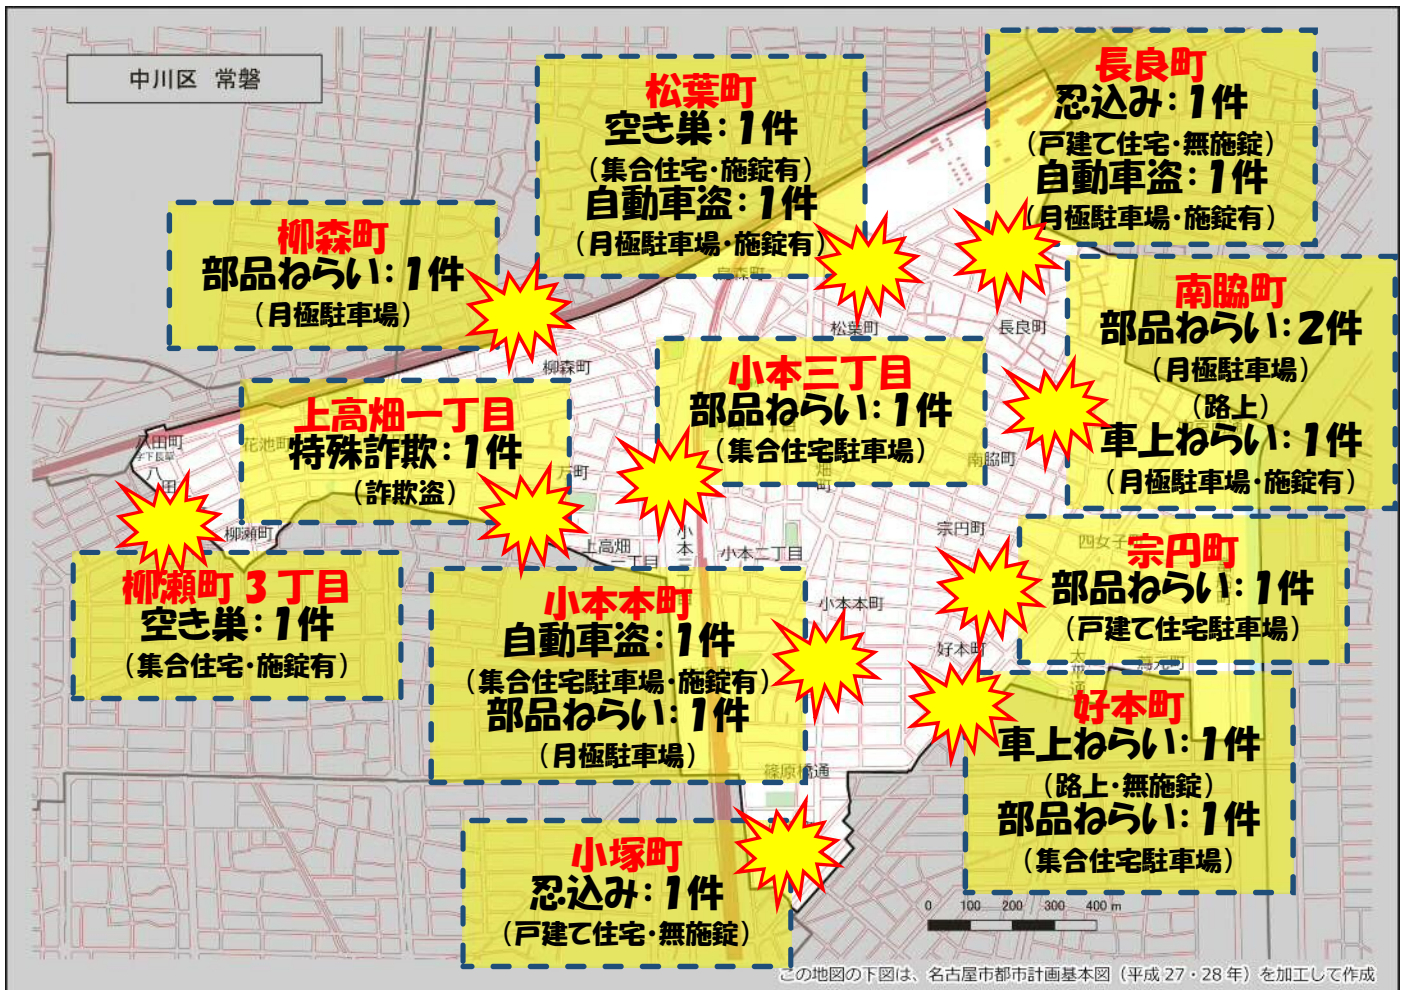 中川区 常磐
松葉町
空き巣：1件
（集合住宅・施錠有）
自動車盗：1件
（月極駐車場・施錠有）
長良町
忍込み：1件
（戸建て住宅・無施錠）
自動車盗：1件
（月極駐車場・施錠有）
柳森町
部品ねらい：1件
（月極駐車場）
南脇町
部品ねらい：2件
（月極駐車場）
（路上）
車上ねらい：1件
（月極駐車場・施錠有）
小本三丁目
部品ねらい：1件
（集合住宅駐車場）
上高畑一丁目
特殊詐欺：1件
（詐欺盗）
柳瀬町３丁目
空き巣：1件
（集合住宅・施錠有）
小本本町
自動車盗：1件
（集合住宅駐車場・施錠有）
部品ねらい：1件
（月極駐車場）
宗円町
部品ねらい：1件
（戸建て住宅駐車場）
好本町
車上ねらい：1件
（路上・無施錠）
部品ねらい：1件
（集合住宅駐車場）
小塚町
忍込み：1件
（戸建て住宅・無施錠）
松葉町
長良町
柳森町
南脇町
宗円町
柳瀬町
上高畑
一丁目
小本二丁目
小本本町
好本町
篠原橋通
八田町
0 100 200 300 400 m
この地図の下図は、名古屋市都市計画基本図（平成 27・28 年）を加工して作成